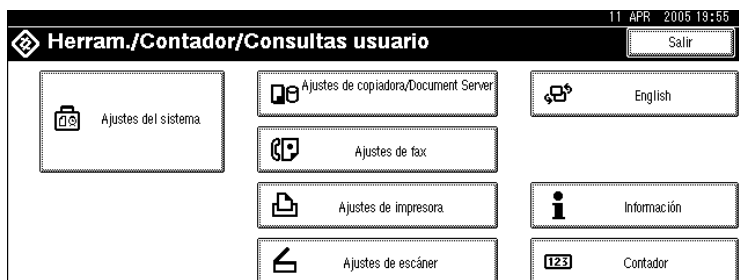 11 APR 2005 19:55
Herram./Contador/Consultas usuario
Salir
Ajustes del sistema
Ajustes de copiadora/Document Server
English
Ajustes de fax
Ajustes de impresora
Información
Ajustes de escáner
123
Contador